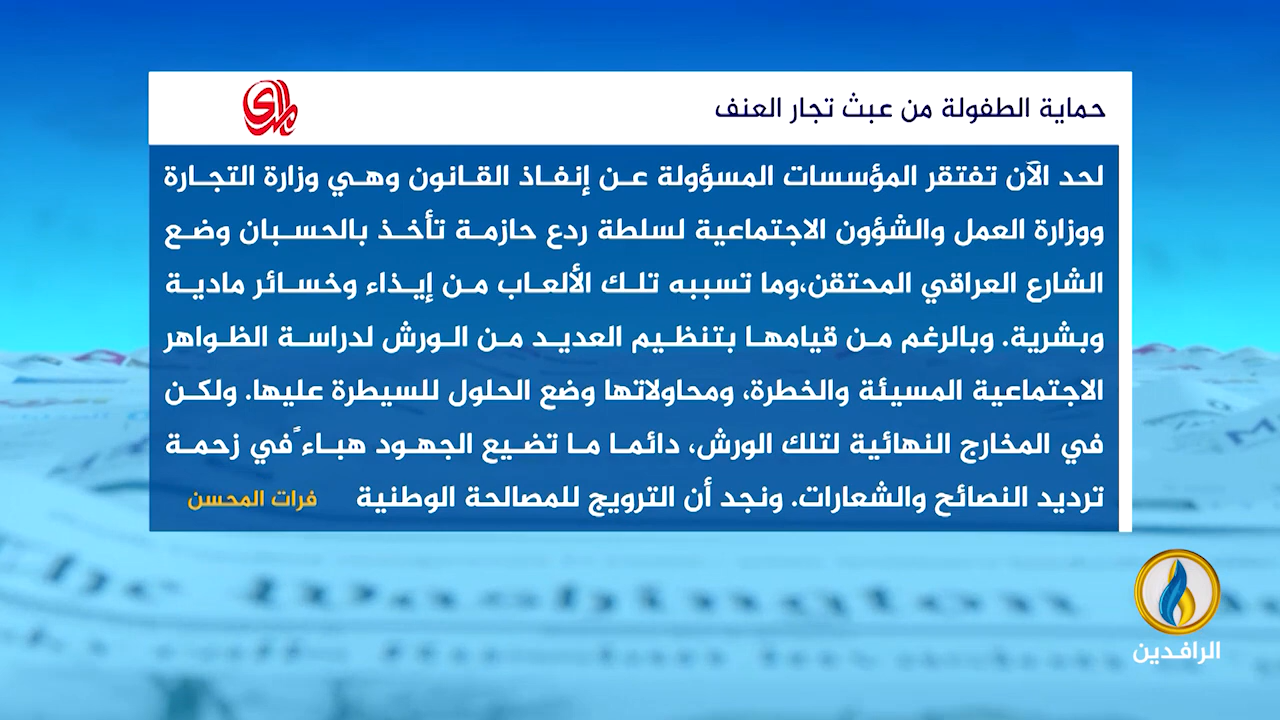 حماية الطفولة من عبث تجار العنف
المدى
لحد الآن تفتقر المؤسسات المسؤولة عن إنفاذ القانون وهي وزارة التجارة
ووزارة العمل والشؤون الاجتماعية لسلطة ردع حازمة تأخذ بالحسبان وضع
الشارع العراقي المحتقن،وما تسببه تلك الألعاب من إيذاء وخسائر مادية
وبشرية. وبالرغم من قيامها بتنظيم العديد من الورش لدراسة الظواهر
الاجتماعية المسيئة والخطرة، ومحاولاتها وضع الحلول للسيطرة عليها. ولكن
في المخارج النهائية لتلك الورش، دائما ما تضيع الجهود هباءً في زحمة
ترديد النصائح والشعارات. ونجد أن الترويج للمصالحة الوطنية
فرات المحسن
الرافدين